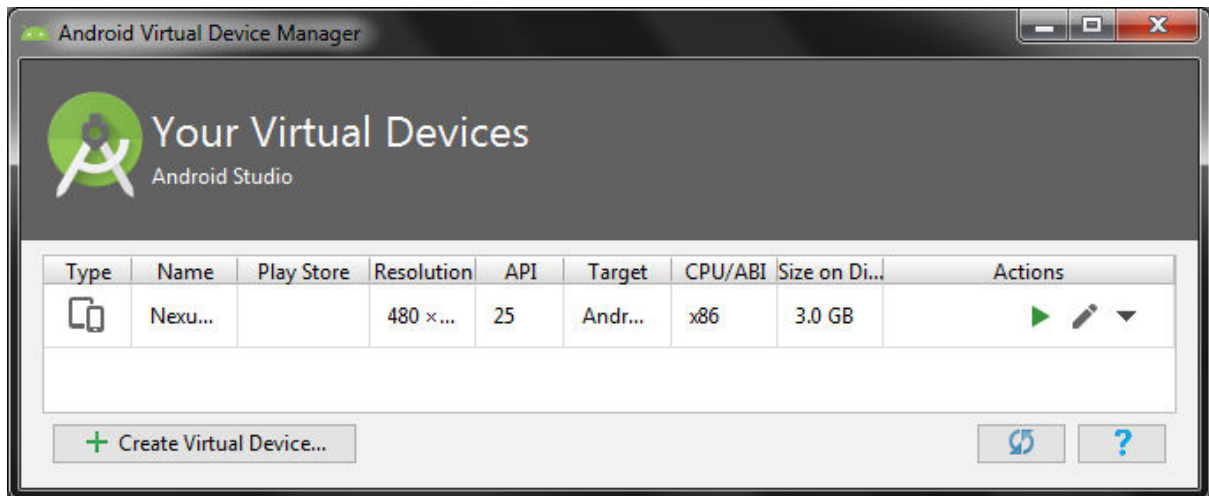 Android Virtual Device Manager
Your Virtual Devices
Android Studio
Type Name Play Store Resolution API Target CPU/ABI Size on Di... Actions
Nexu... 480 ×... 25 Andr... x86 3.0 GB
+ Create Virtual Device... ?